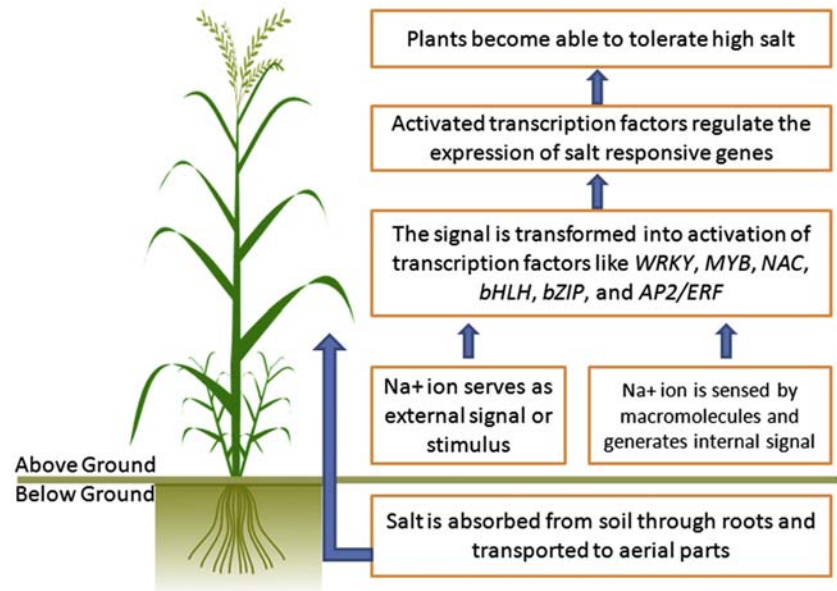 Plants become able to tolerate high salt
Activated transcription factors regulate the
expression of salt responsive genes
The signal is transformed into activation of
transcription factors like WRKY, MYB, NAC,
bHLH, bZIP, and AP2/ERF
Na+ ion serves as
external signal or
stimulus
Na+ ion is sensed by
macromolecules and
generates internal signal
Above Ground
Below Ground
Salt is absorbed from soil through roots and
transported to aerial parts